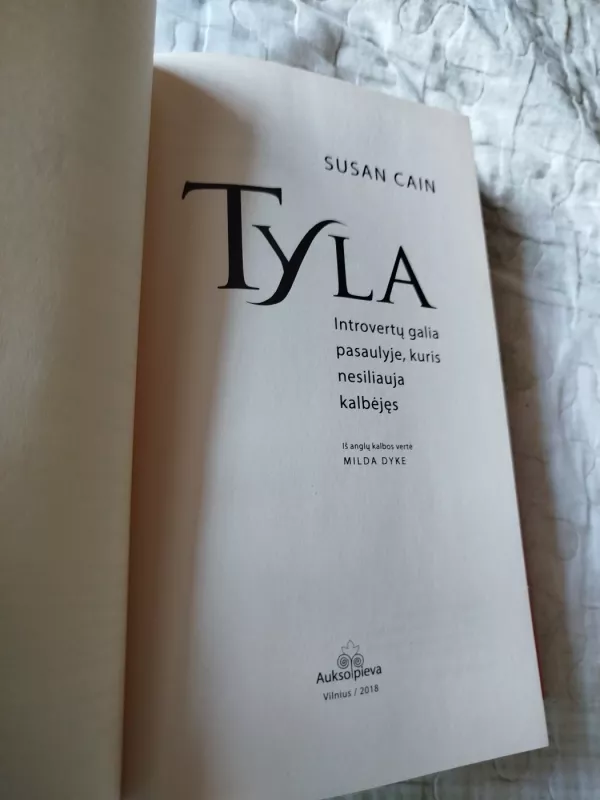 SUSAN CAIN
TYLA
Introvertų galia
pasaulyje, kuris
nesiliauja
kalbėjęs
Iš anglų kalbos vertė
MILDA DYKE
Aukso pieva
Vilnius / 2018